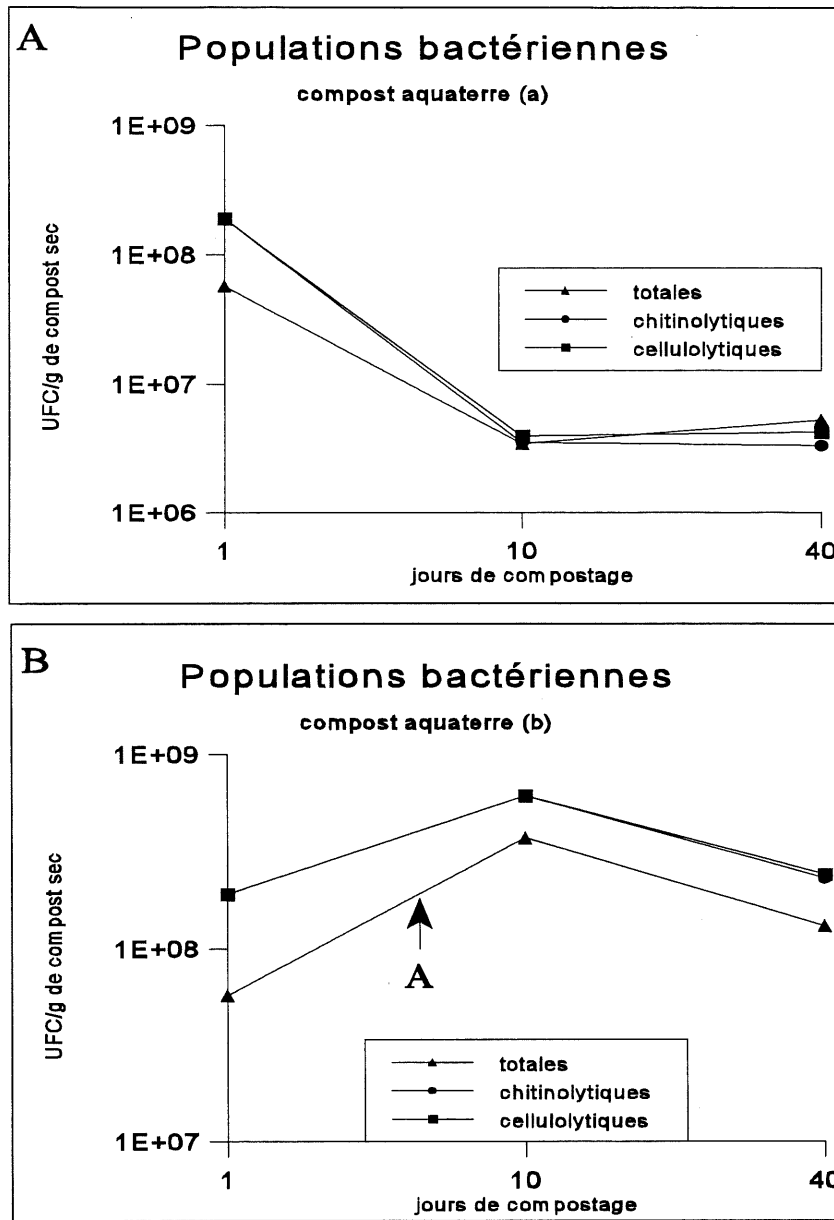 A
Populations bactériennes
compost aquaterre (a)
UFC/g de compost sec
1E+09
1E+08
1E+07
1E+06
totales
chitinolytiques
cellulolytiques
1 10 40
jours de compostage
B
Populations bactériennes
compost aquaterre (b)
UFC/g de compost sec
1E+09
1E+08
1E+07
A
totales
chitinolytiques
cellulolytiques
1 10 40
jours de compostage